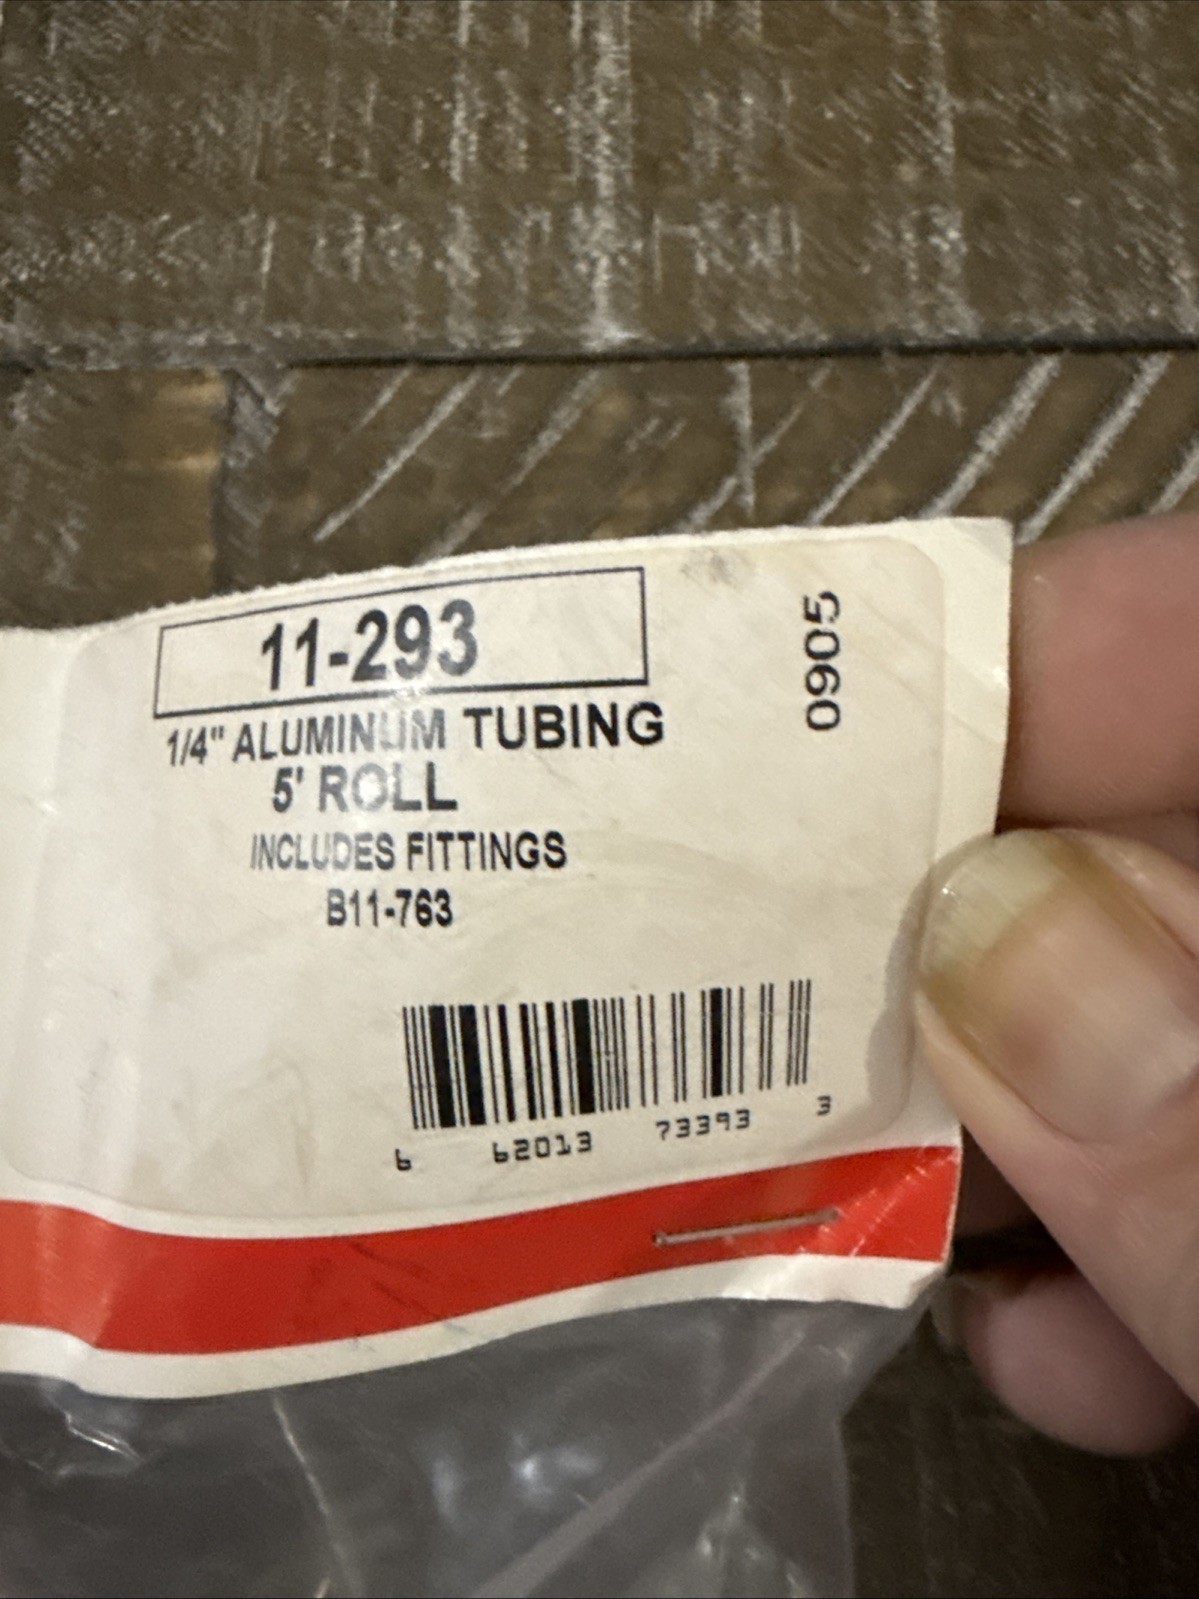 11-293
1/4" ALUMINUM TUBING
5' ROLL
INCLUDES FITTINGS
B11-763
0905
6 62013 73393 3